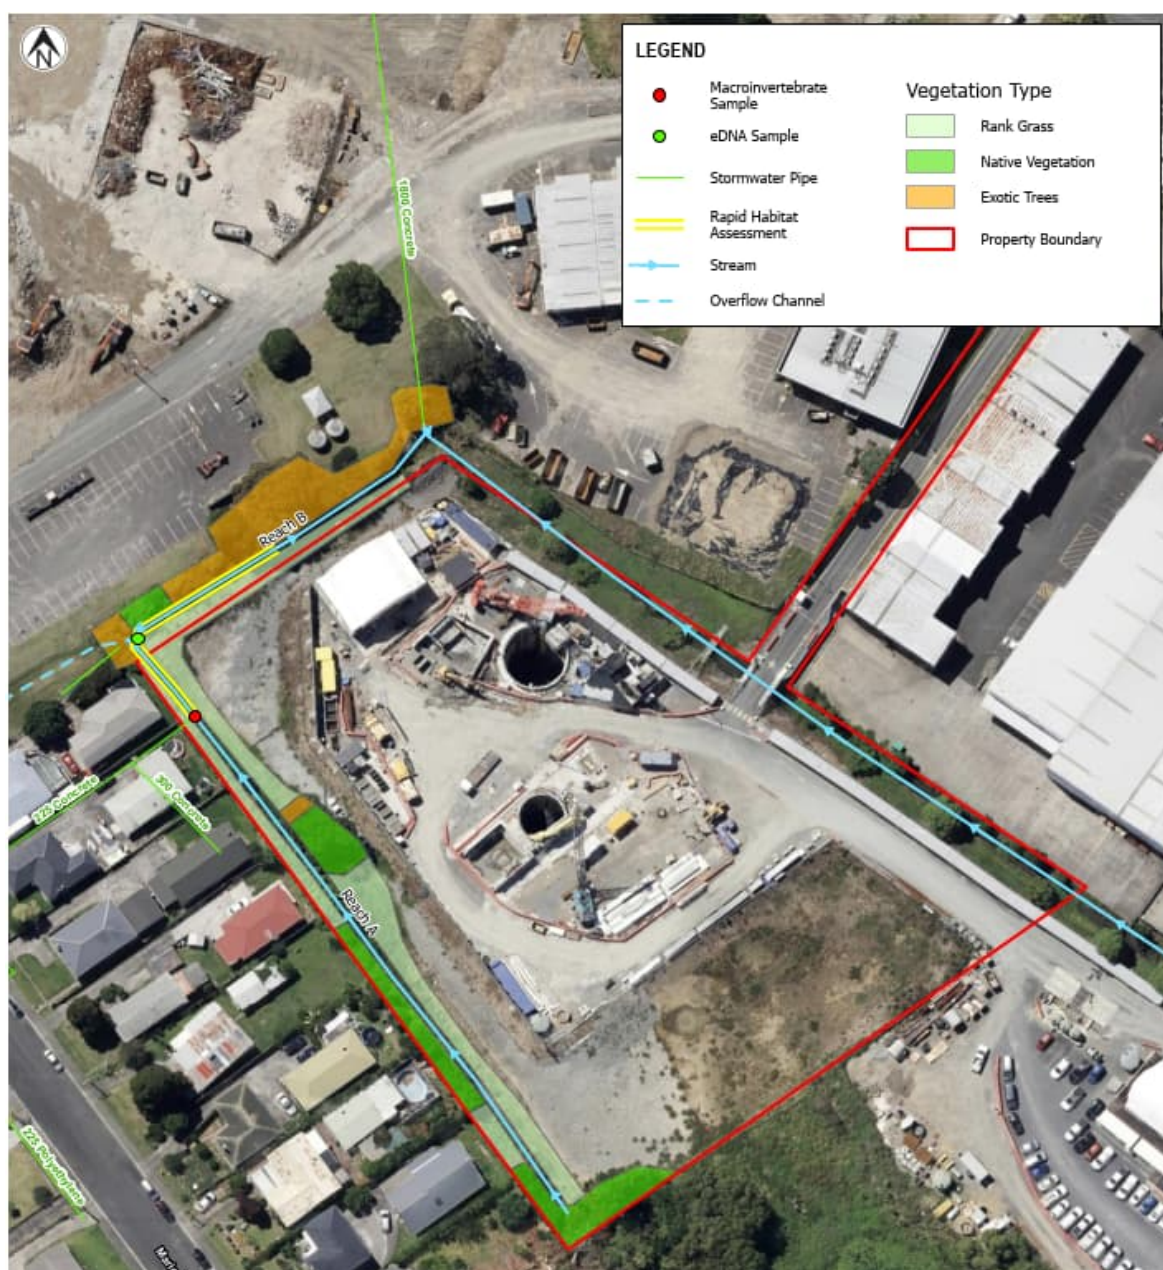 N
LEGEND
Macroinvertebrate
Sample
eDNA Sample
Stormwater Pipe
Rapid Habitat
Assessment
Stream
Overflow Channel
Vegetation Type
Rank Grass
Native Vegetation
Exotic Trees
Property Boundary
1800 Concrete
Reach B
225 Concrete
300 Concrete
Reach A
225 Polyethylene